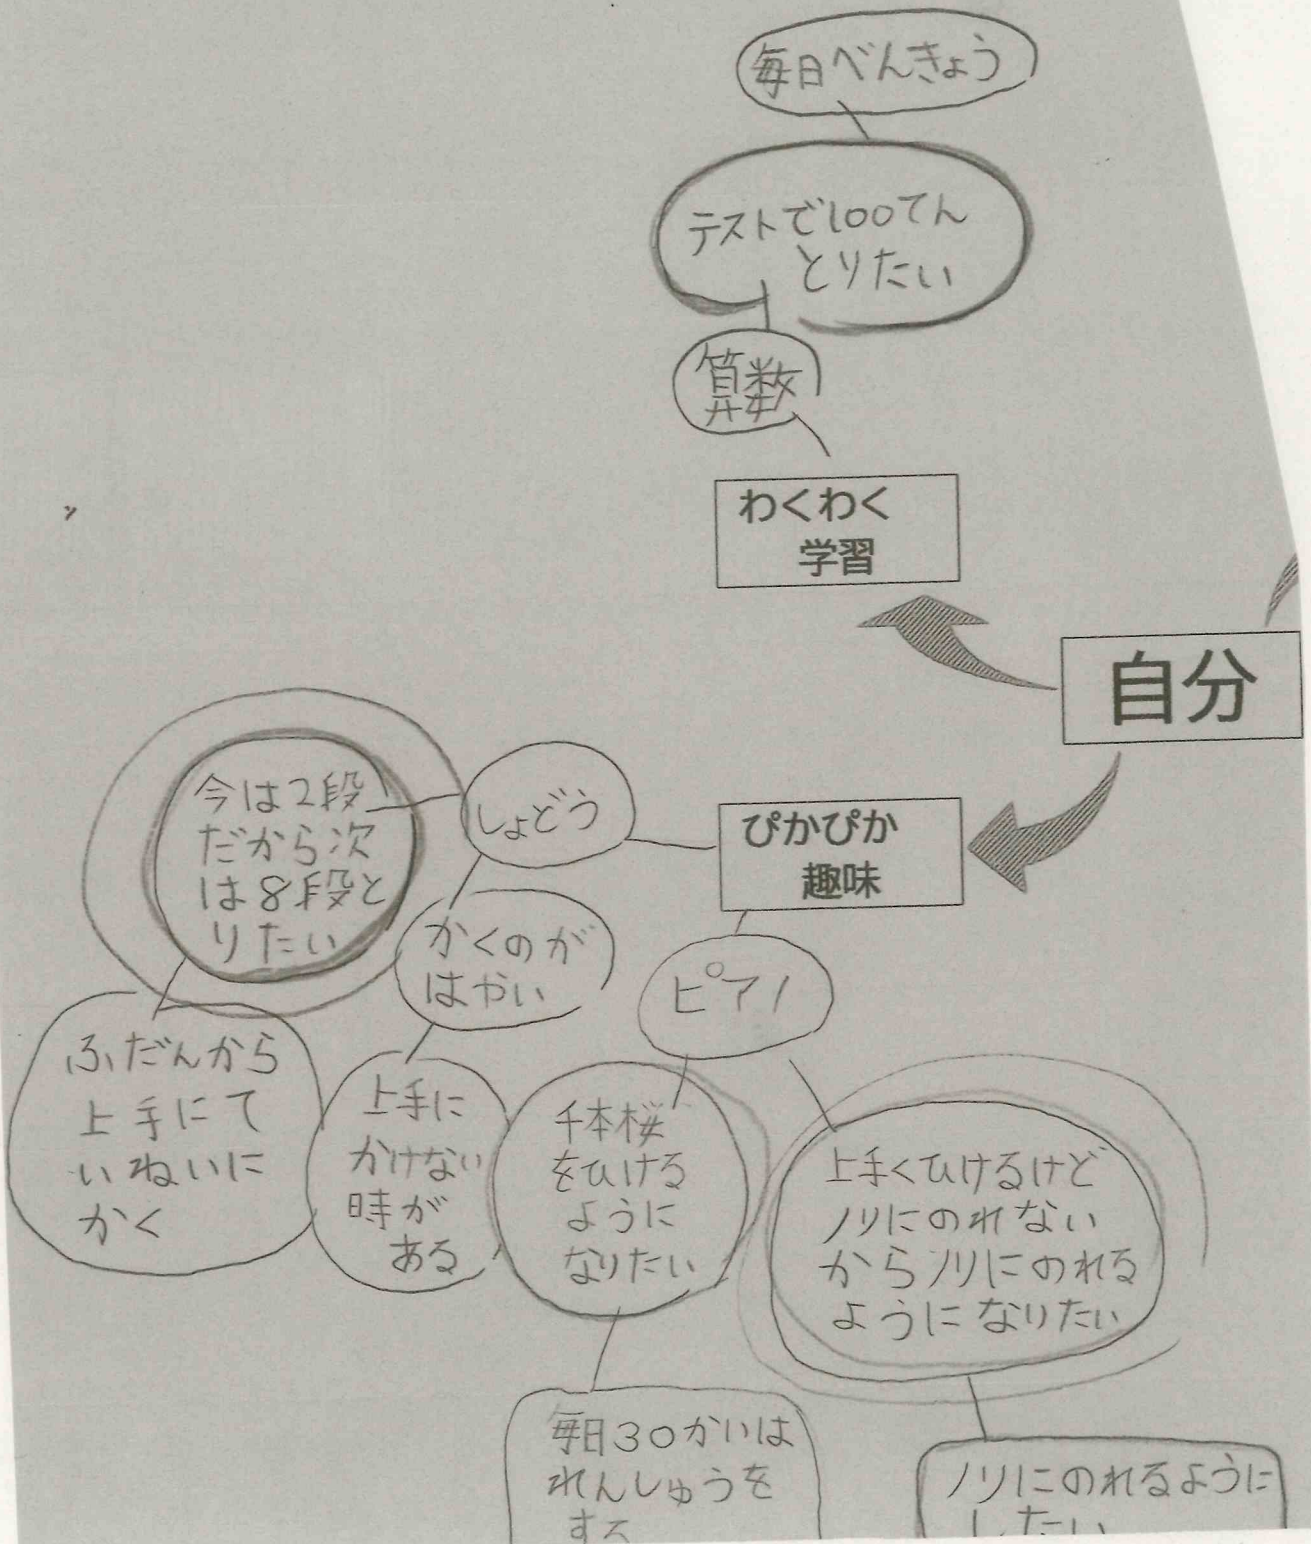 毎日べんきょう
テストで100てん
とりたい
算数
わくわく
学習
自分
ぴかぴか
趣味
しょどう
今は2段
だから次
は8段と
りたい
かくのが
はやい
ピアノ
ふだんから
上手にて
いねいに
かく
上手に
かけない
時が
ある
千本桜
をひける
ように
なりたい
上手くひけるけど
ノリにのれない
からノリにのれる
ようになりたい
毎日30かいは
れんしゅうを
する
ノリにのれるように
したい